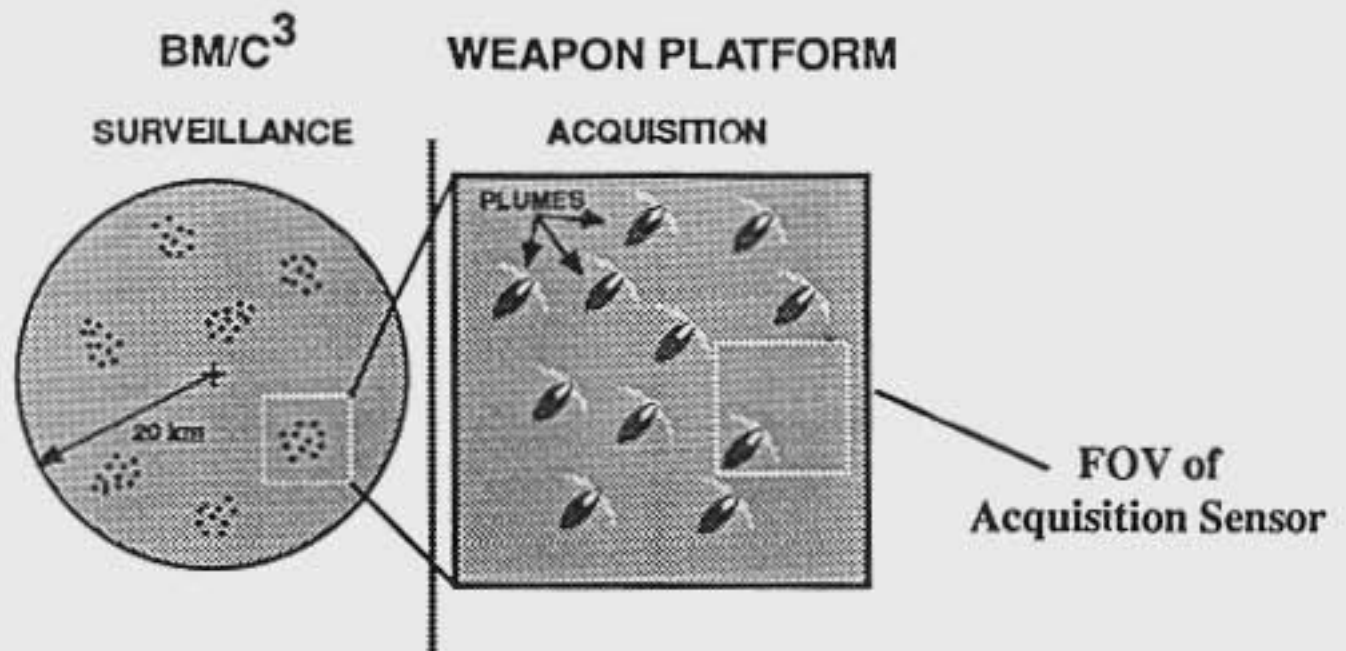 BM/C³
WEAPON PLATFORM
SURVEILLANCE
ACQUISITION
PLUMES
20 km
FOV of
Acquisition Sensor